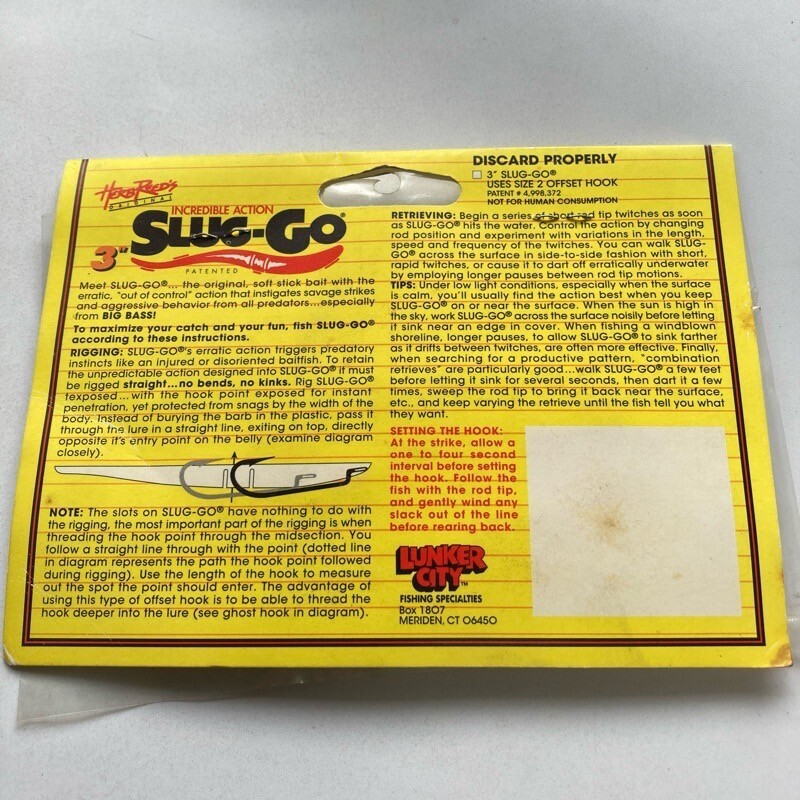 HERB REED'S
ORIGINAL
INCREDIBLE ACTION
3" SLUG-GO®
PATENTED
Meet SLUG-GO®... the original, soft stick bait with the
erratic, "out of control" action that instigates savage strikes
and aggressive behavior from all predators...especially
from BIG BASS!
To maximize your catch and your fun, fish SLUG-GO®
according to these instructions.
RIGGING: SLUG-GO®'s erratic action triggers predatory
instincts like an injured or disoriented baitfish. To retain
the unpredictable action designed into SLUG-GO® it must
be rigged straight...no bends, no kinks. Rig SLUG-GO®
texposed...with the hook point exposed for instant
penetration, yet protected from snags by the width of the
body. Instead of burying the barb in the plastic, pass it
through the lure in a straight line, exiting on top, directly
opposite it's entry point on the belly (examine diagram
closely).
NOTE: The slots on SLUG-GO® have nothing to do with
the rigging, the most important part of the rigging is when
threading the hook point through the midsection. You
follow a straight line through with the point (dotted line
in diagram represents the path the hook point followed
during rigging). Use the length of the hook to measure
out the spot the point should enter. The advantage of
using this type of offset hook is to be able to thread the
hook deeper into the lure (see ghost hook in diagram).
DISCARD PROPERLY
3" SLUG-GO®
USES SIZE 2 OFFSET HOOK
PATENT # 4,998,372
NOT FOR HUMAN CONSUMPTION
RETRIEVING: Begin a series of short rod tip twitches as soon
as SLUG-GO® hits the water. Control the action by changing
rod position and experiment with variations in the length,
speed and frequency of the twitches. You can walk SLUG-
GO® across the surface in side-to-side fashion with short,
rapid twitches, or cause it to dart off erratically underwater
by employing longer pauses between rod tip motions.
TIPS: Under low light conditions, especially when the surface
is calm, you'll usually find the action best when you keep
SLUG-GO® on or near the surface. When the sun is high in
the sky, work SLUG-GO® across the surface noisily before letting
it sink near an edge in cover. When fishing a windblown
shoreline, longer pauses, to allow SLUG-GO® to sink farther
as it drifts between twitches, are often more effective. Finally,
when searching for a productive pattern, "combination
retrieves" are particularly good...walk SLUG-GO® a few feet
before letting it sink for several seconds, then dart it a few
times, sweep the rod tip to bring it back near the surface,
etc., and keep varying the retrieve until the fish tell you what
they want.
SETTING THE HOOK:
At the strike, allow a
one to four second
interval before setting
the hook. Follow the
fish with the rod tip,
and gently wind any
slack out of the line
before rearing back.
LUNKER
CITY™
FISHING SPECIALTIES
Box 1807
MERIDEN, CT 06450